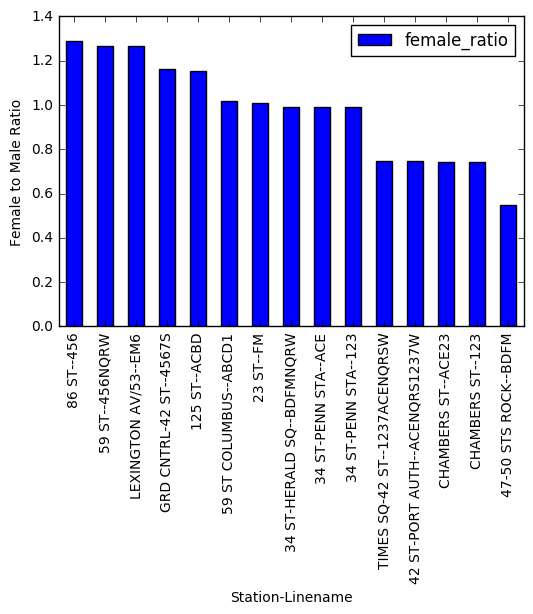 female_ratio
Female to Male Ratio
1.4
1.2
1.0
0.8
0.6
0.4
0.2
0.0
86 ST--456
59 ST--456NQRW
LEXINGTON AV/53--EM6
GRD CNTRL-42 ST--4567S
125 ST--ACBD
59 ST COLUMBUS--ABCD1
23 ST--FM
34 ST-HERALD SQ--BDFMNQRW
34 ST-PENN STA--ACE
34 ST-PENN STA--123
TIMES SQ-42 ST--1237ACENQRSW
42 ST-PORT AUTH--ACENQRS1237W
CHAMBERS ST--ACE23
CHAMBERS ST--123
47-50 STS ROCK--BDFM
Station-Linename